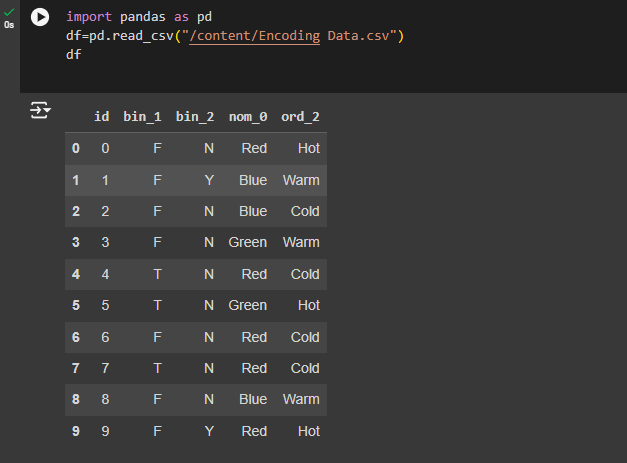 import pandas as pd
0s
df=pd.read_csv("/content/Encoding Data.csv")
df
id bin_1 bin_2 nom_0 ord_2
0 0 F N Red Hot
1 1 F Y Blue Warm
2 2 F N Blue Cold
3 3 F N Green Warm
4 4 T N Red Cold
5 5 T N Green Hot
6 6 F N Red Cold
7 7 T N Red Cold
8 8 F N Blue Warm
9 9 F Y Red Hot